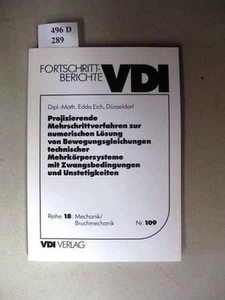 496 D
289
FORTSCHRITT-
BERICHTE VDI
Dipl.-Math. Edda Eich, Düsseldorf
Projizierende
Mehrschrittverfahren zur
numerischen Lösung
von Bewegungsgleichungen
technischer
Mehrkörpersysteme
mit Zwangsbedingungen
und Unstetigkeiten
Reihe 18: Mechanik/
Bruchmechanik Nr. 109
VDI VERLAG